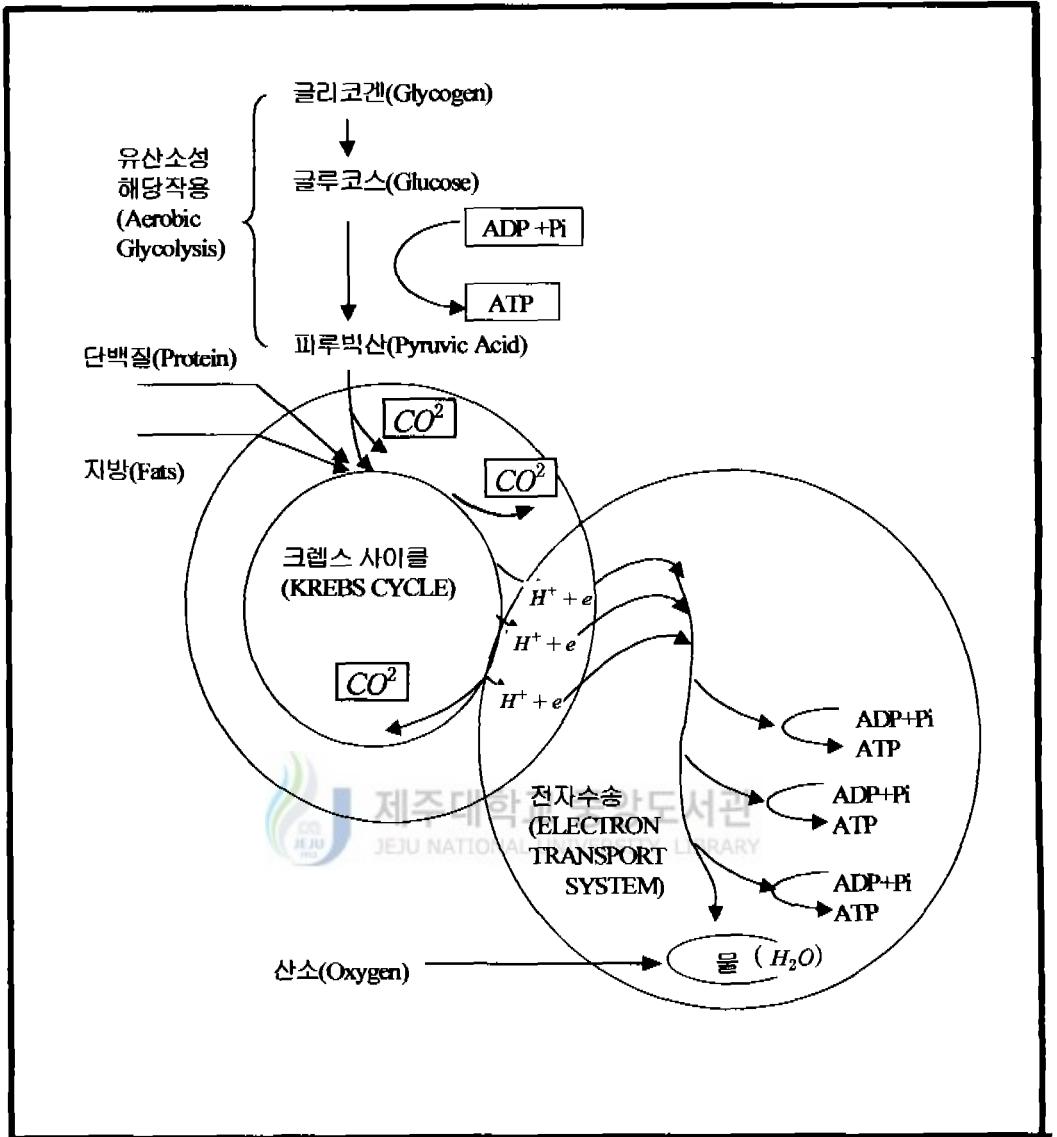 글리코겐(Glycogen)
유산소성
해당작용
(Aerobic
Glycolysis)
글루코스(Glucose)
ADP +Pi
ATP
피루빅산(Pyruvic Acid)
단백질(Protein)
CO²
지방(Fats)
CO²
크렙스 사이클
(KREBS CYCLE)
H⁺ + e
H⁺ + e
H⁺ + e
CO²
ADP+Pi
ATP
전자수송
(ELECTRON
TRANSPORT
SYSTEM)
ADP+Pi
ATP
ADP+Pi
ATP
제주대학교 중앙도서관
JEJU NATIONAL UNIVERSITY LIBRARY
JEJU
1952
산소(Oxygen)
물 (H₂O)